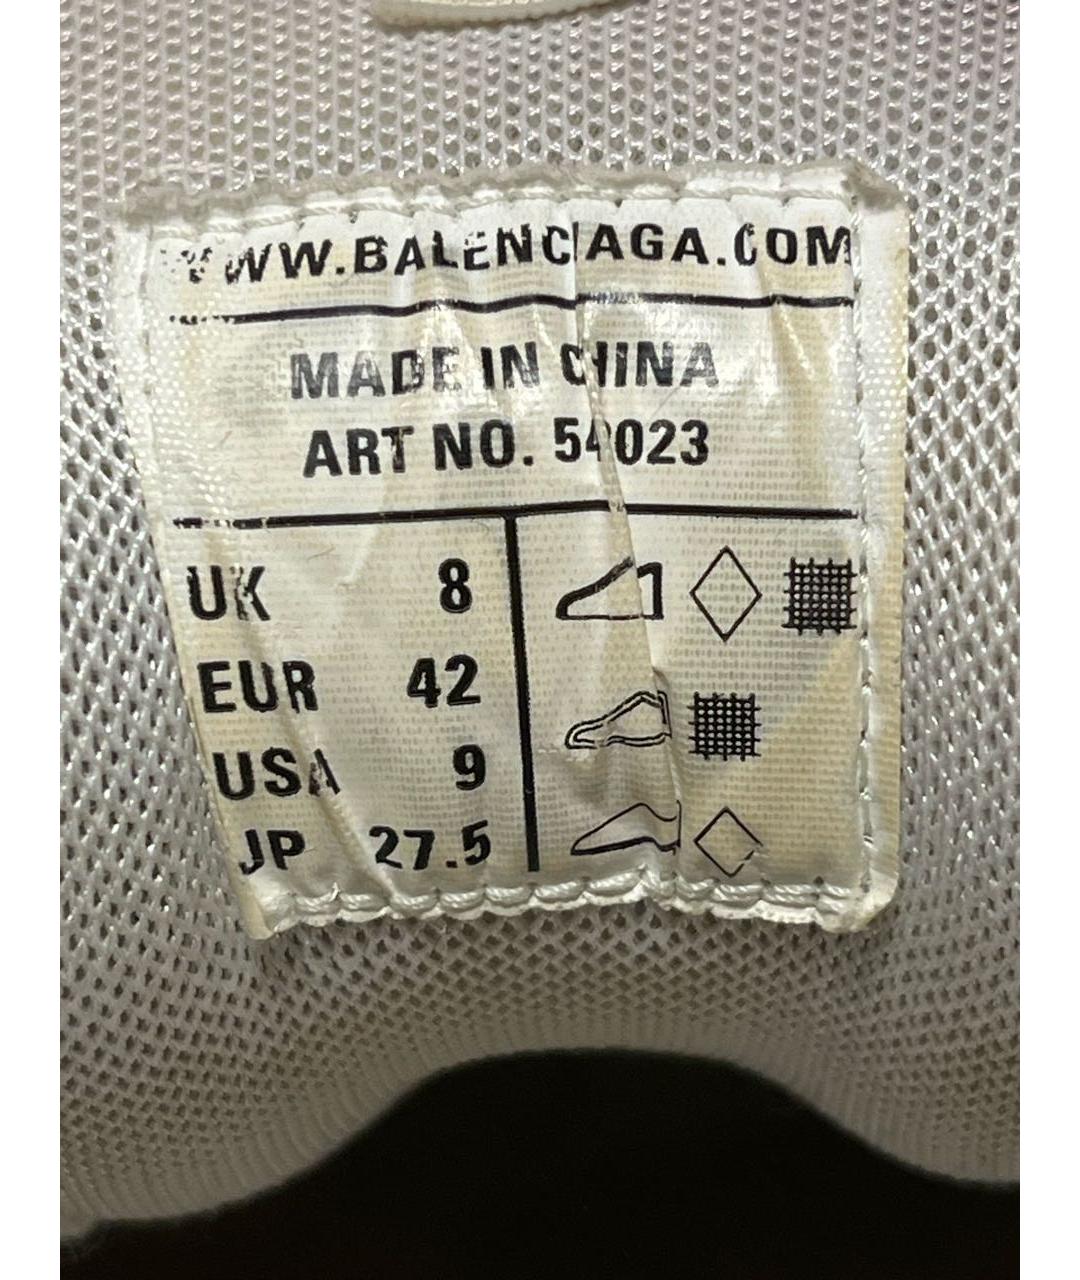 WWW.BALENCIAGA.COM
MADE IN CHINA
ART NO. 54023
UK 8
EUR 42
USA 9
JP 27.5